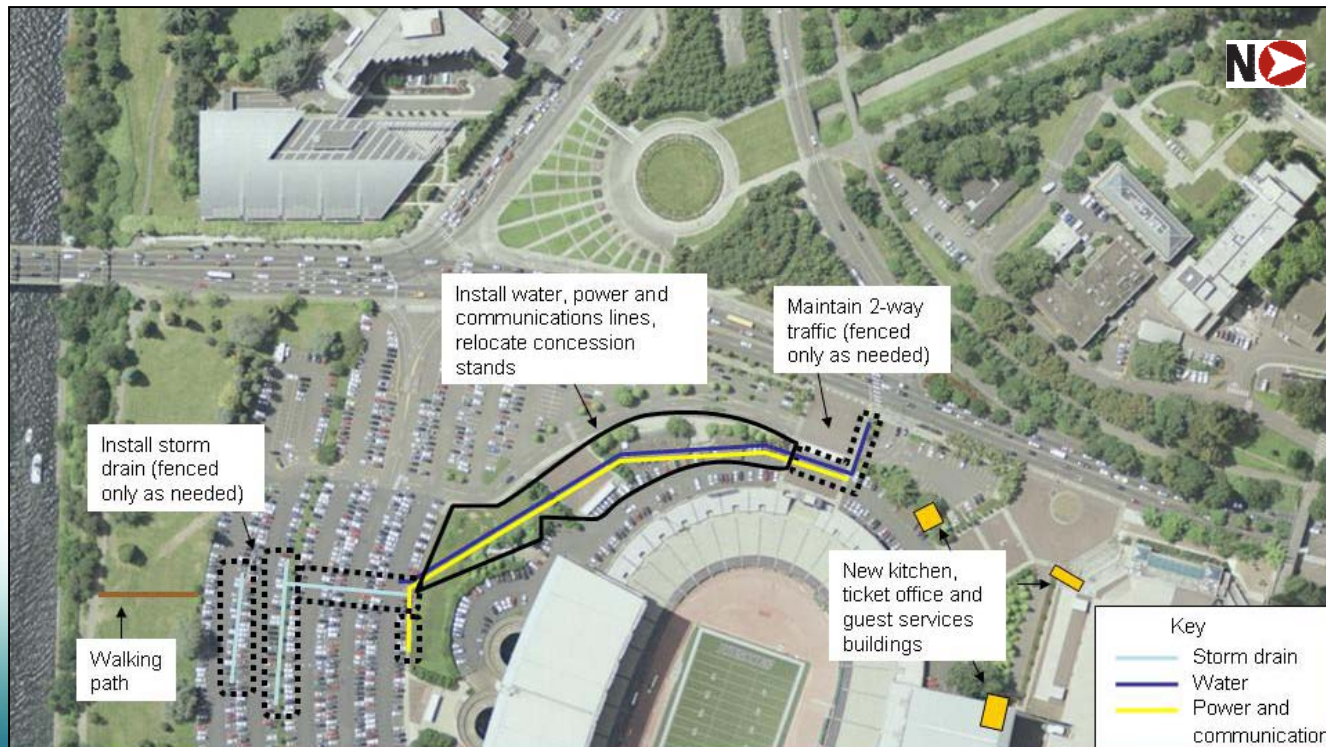 N
Install water, power and
communications lines,
relocate concession
stands
Maintain 2-way
traffic (fenced
only as needed)
Install storm
drain (fenced
only as needed)
New kitchen,
ticket office and
guest services
buildings
Walking
path
Key
Storm drain
Water
Power and
communication